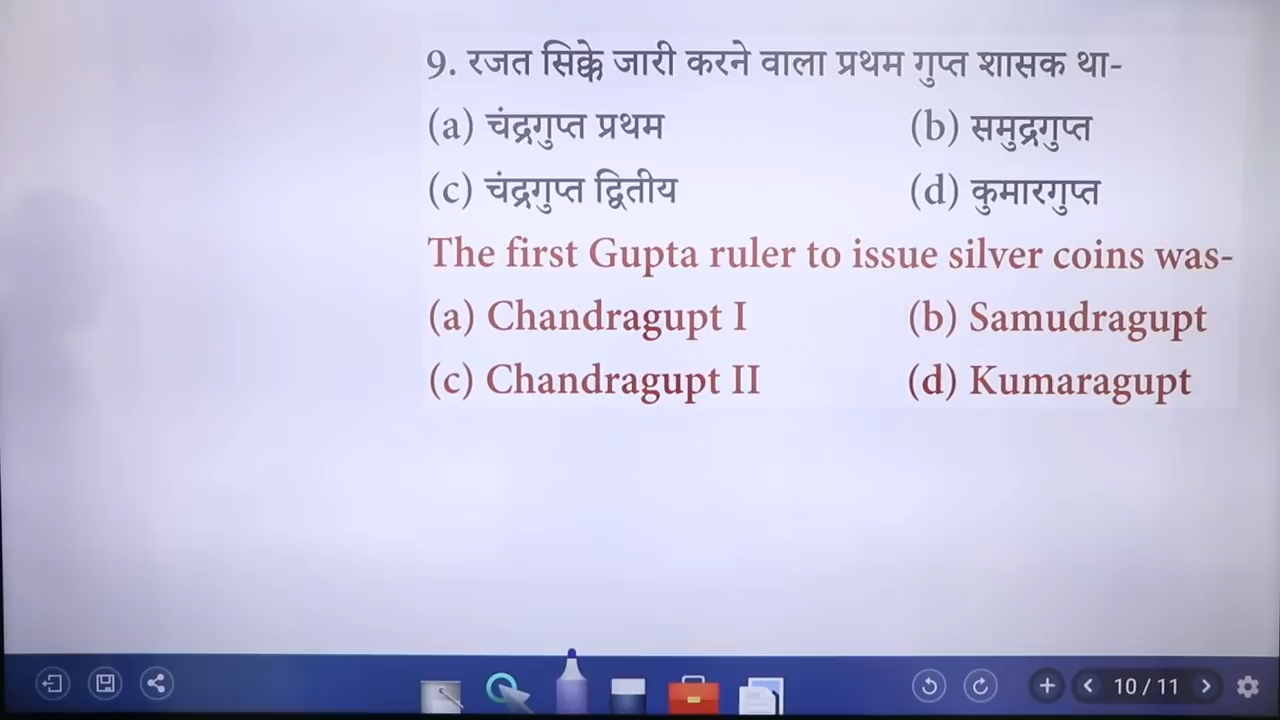 9. रजत सिक्के जारी करने वाला प्रथम गुप्त शासक था-
(a) चंद्रगुप्त प्रथम (b) समुद्रगुप्त
(c) चंद्रगुप्त द्वितीय (d) कुमारगुप्त
The first Gupta ruler to issue silver coins was-
(a) Chandragupt I (b) Samudragupt
(c) Chandragupt II (d) Kumaragupt
10 / 11